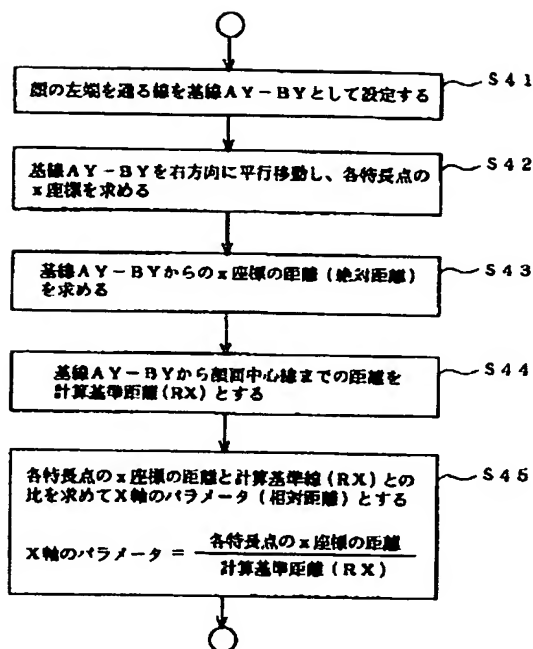 顔の左端を通る線を基線AY-BYとして設定する
S41
基線AY-BYを右方向に平行移動し、各特長点の
x座標を求める
S42
基線AY-BYからのx座標の距離(絶対距離)
を求める
S43
基線AY-BYから顔面中心線までの距離を
計算基準距離(RX)とする
S44
各特長点のx座標の距離と計算基準線(RX)との
比を求めてX軸のパラメータ(相対距離)とする
S45
X軸のパラメータ = 各特長点のx座標の距離
計算基準距離(RX)